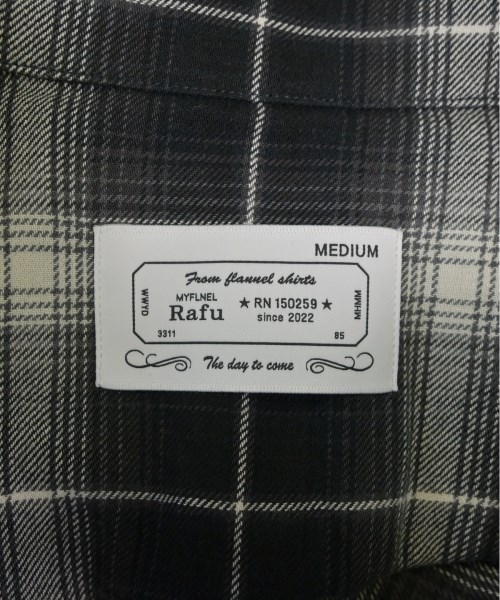 MEDIUM
From flannel shirts
WWYD
MYFLNEL
Rafu
★ RN 150259 ★
since 2022
MHMM
3311
85
The day to come